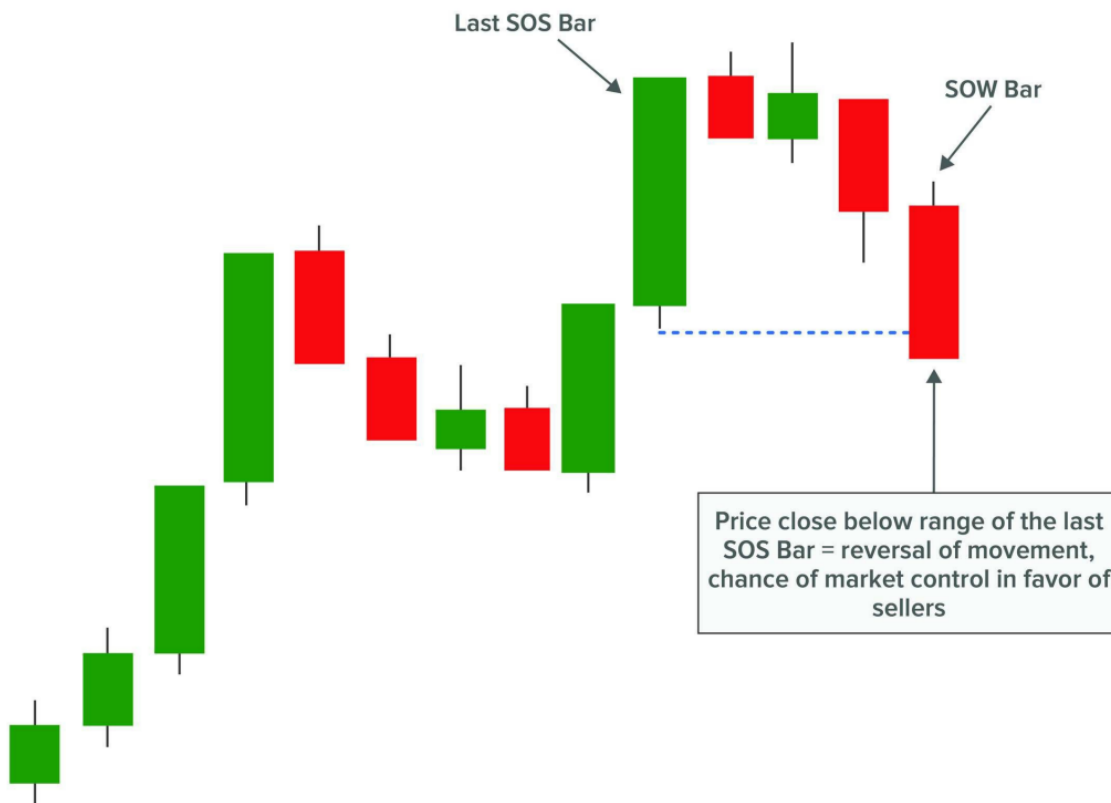 Last SOS Bar
SOW Bar
Price close below range of the last
SOS Bar = reversal of movement,
chance of market control in favor of
sellers